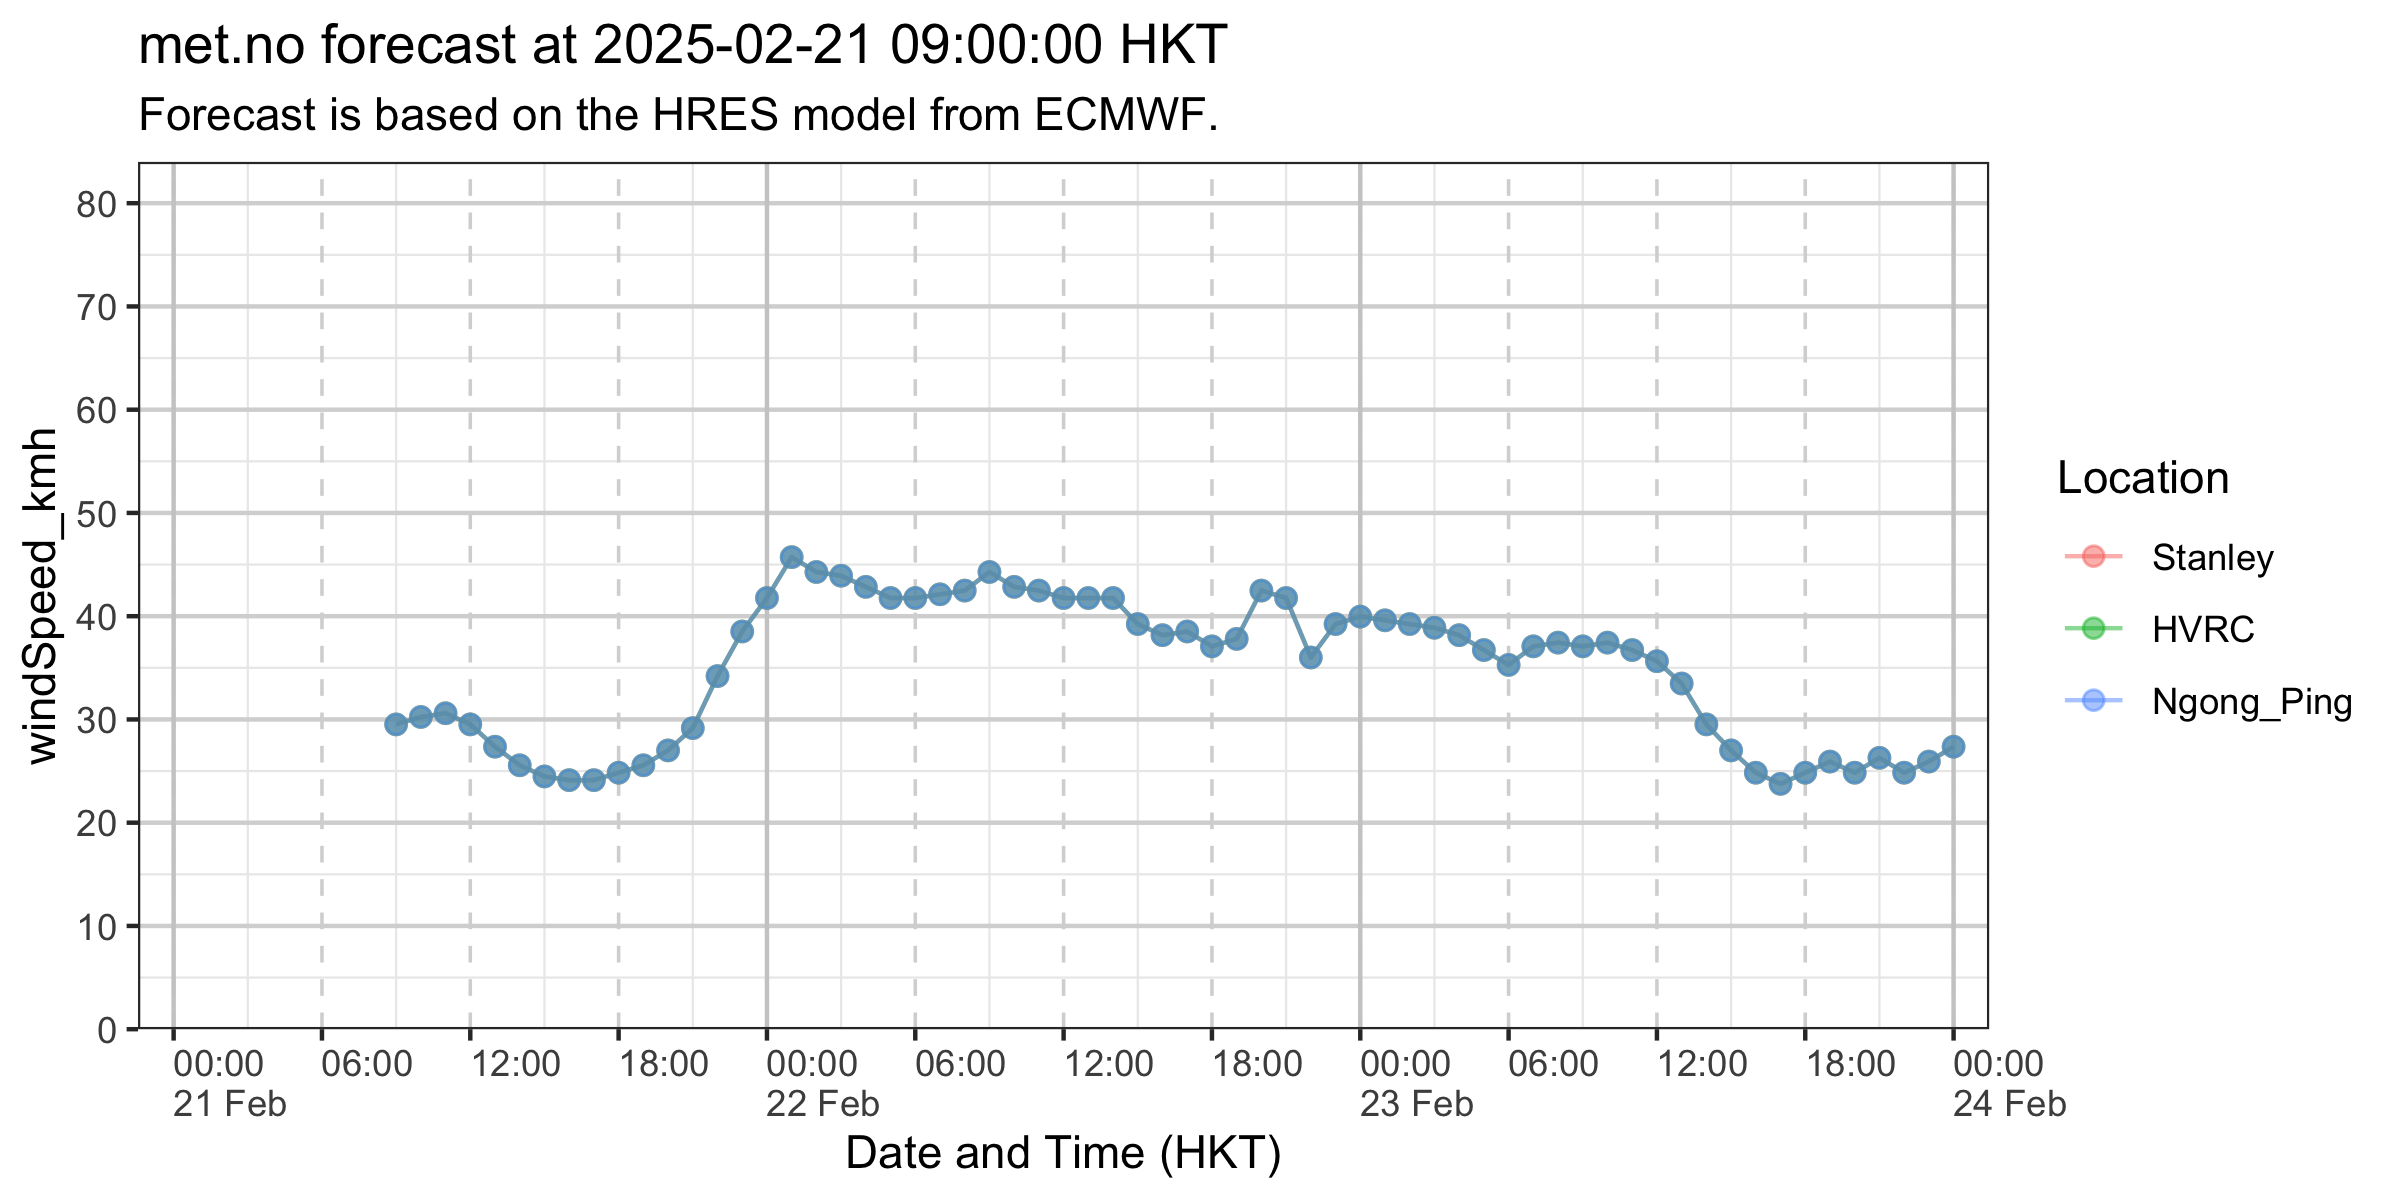 met.no forecast at 2025-02-21 09:00:00 HKT
Forecast is based on the HRES model from ECMWF.
windSpeed_kmh
80
70
60
50
40
30
20
10
0
00:00 06:00 12:00 18:00 00:00 06:00 12:00 18:00 00:00 06:00 12:00 18:00 00:00
21 Feb 22 Feb 23 Feb 24 Feb
Date and Time (HKT)
Location
Stanley
HVRC
Ngong_Ping